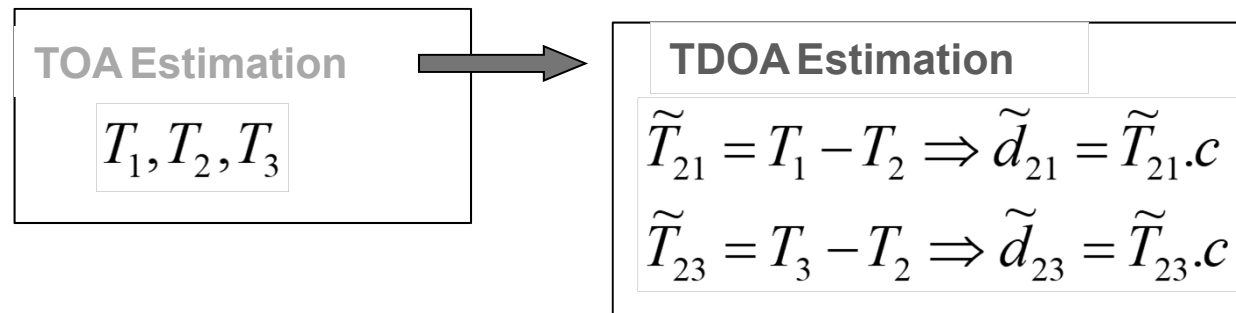 TOA Estimation
T₁,T₂,T₃
TDOA Estimation
T̃₂₁ = T₁ − T₂ ⇒ d̃₂₁ = T̃₂₁.c
T̃₂₃ = T₃ − T₂ ⇒ d̃₂₃ = T̃₂₃.c